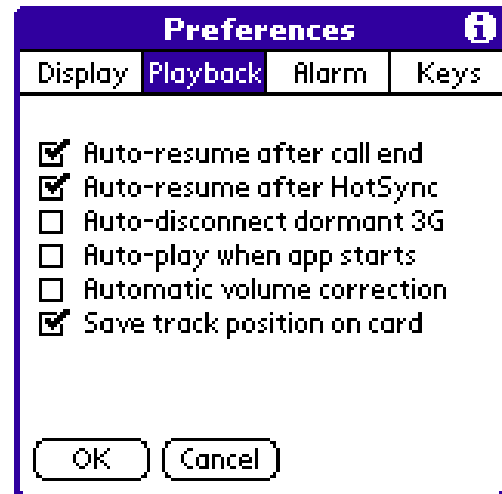 Preferences
Display Playback Alarm Keys
Auto-resume after call end
Auto-resume after HotSync
Auto-disconnect dormant 3G
Auto-play when app starts
Automatic volume correction
Save track position on card
OK Cancel